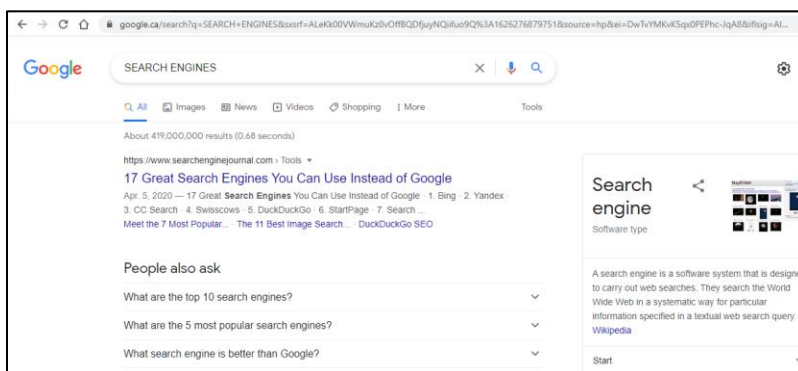 google.ca/search?q=SEARCH+ENGINES&sxsrf=ALeKk00VWmuKz0vOff8QDfjuyNQiifuo9Q%3A1626276879751&source=hp&ei=DwTvYMKvKSqx0PEPhc-JqA8&iflsig=Al...
Google
SEARCH ENGINES
All Images News Videos Shopping More Tools
About 419,000,000 results (0.68 seconds)
https://www.searchenginejournal.com › Tools
17 Great Search Engines You Can Use Instead of Google
Apr. 5, 2020 — 17 Great Search Engines You Can Use Instead of Google · 1. Bing · 2. Yandex ·
3. CC Search · 4. Swisscows · 5. DuckDuckGo · 6. StartPage · 7. Search ...
Meet the 7 Most Popular... · The 11 Best Image Search... · DuckDuckGo SEO
People also ask
What are the top 10 search engines?
What are the 5 most popular search engines?
What search engine is better than Google?
Search
engine
Software type
A search engine is a software system that is designe
to carry out web searches. They search the World
Wide Web in a systematic way for particular
information specified in a textual web search query.
Wikipedia
Start